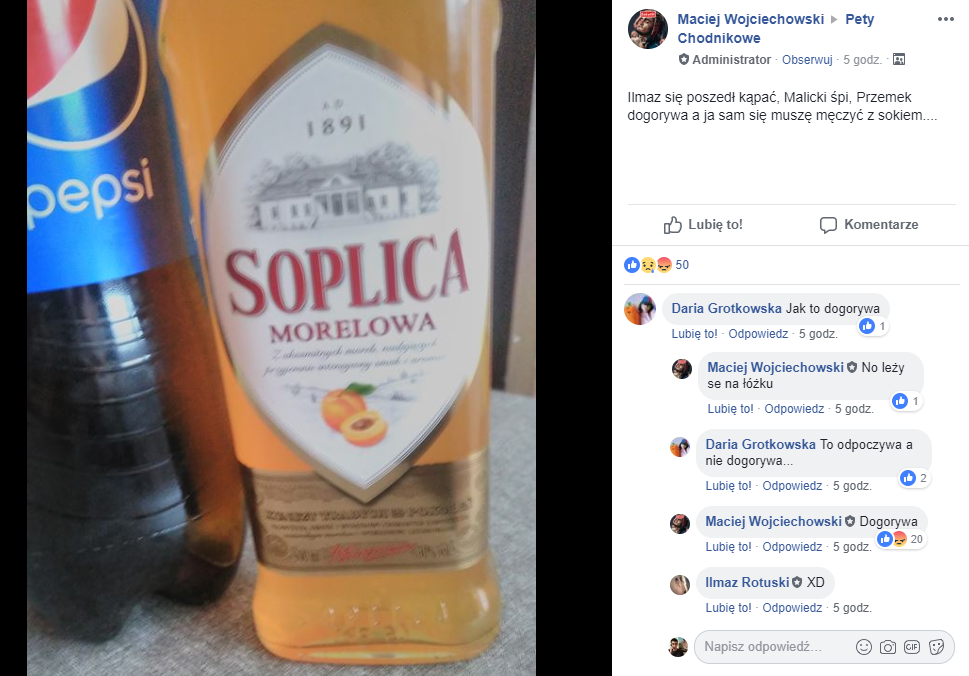 pepsi
A.D
1891
SOPLICA
MORELOWA
Maciej Wojciechowski ▸ Pety
Chodnikowe
Administrator · Obserwuj · 5 godz. ·
Ilmaz się poszedł kąpać, Malicki śpi, Przemek
dogorywa a ja sam się muszę męczyć z sokiem....
Lubię to! Komentarze
50
Daria Grotkowska Jak to dogorywa
1
Lubię to! · Odpowiedz · 5 godz.
Maciej Wojciechowski No leży
se na łóżku
1
Lubię to! · Odpowiedz · 5 godz.
Daria Grotkowska To odpoczywa a
nie dogorywa...
2
Lubię to! · Odpowiedz · 5 godz.
Maciej Wojciechowski Dogorywa
20
Lubię to! · Odpowiedz · 5 godz.
Ilmaz Rotuski XD
Lubię to! · Odpowiedz · 5 godz.
Napisz odpowiedź... GIF